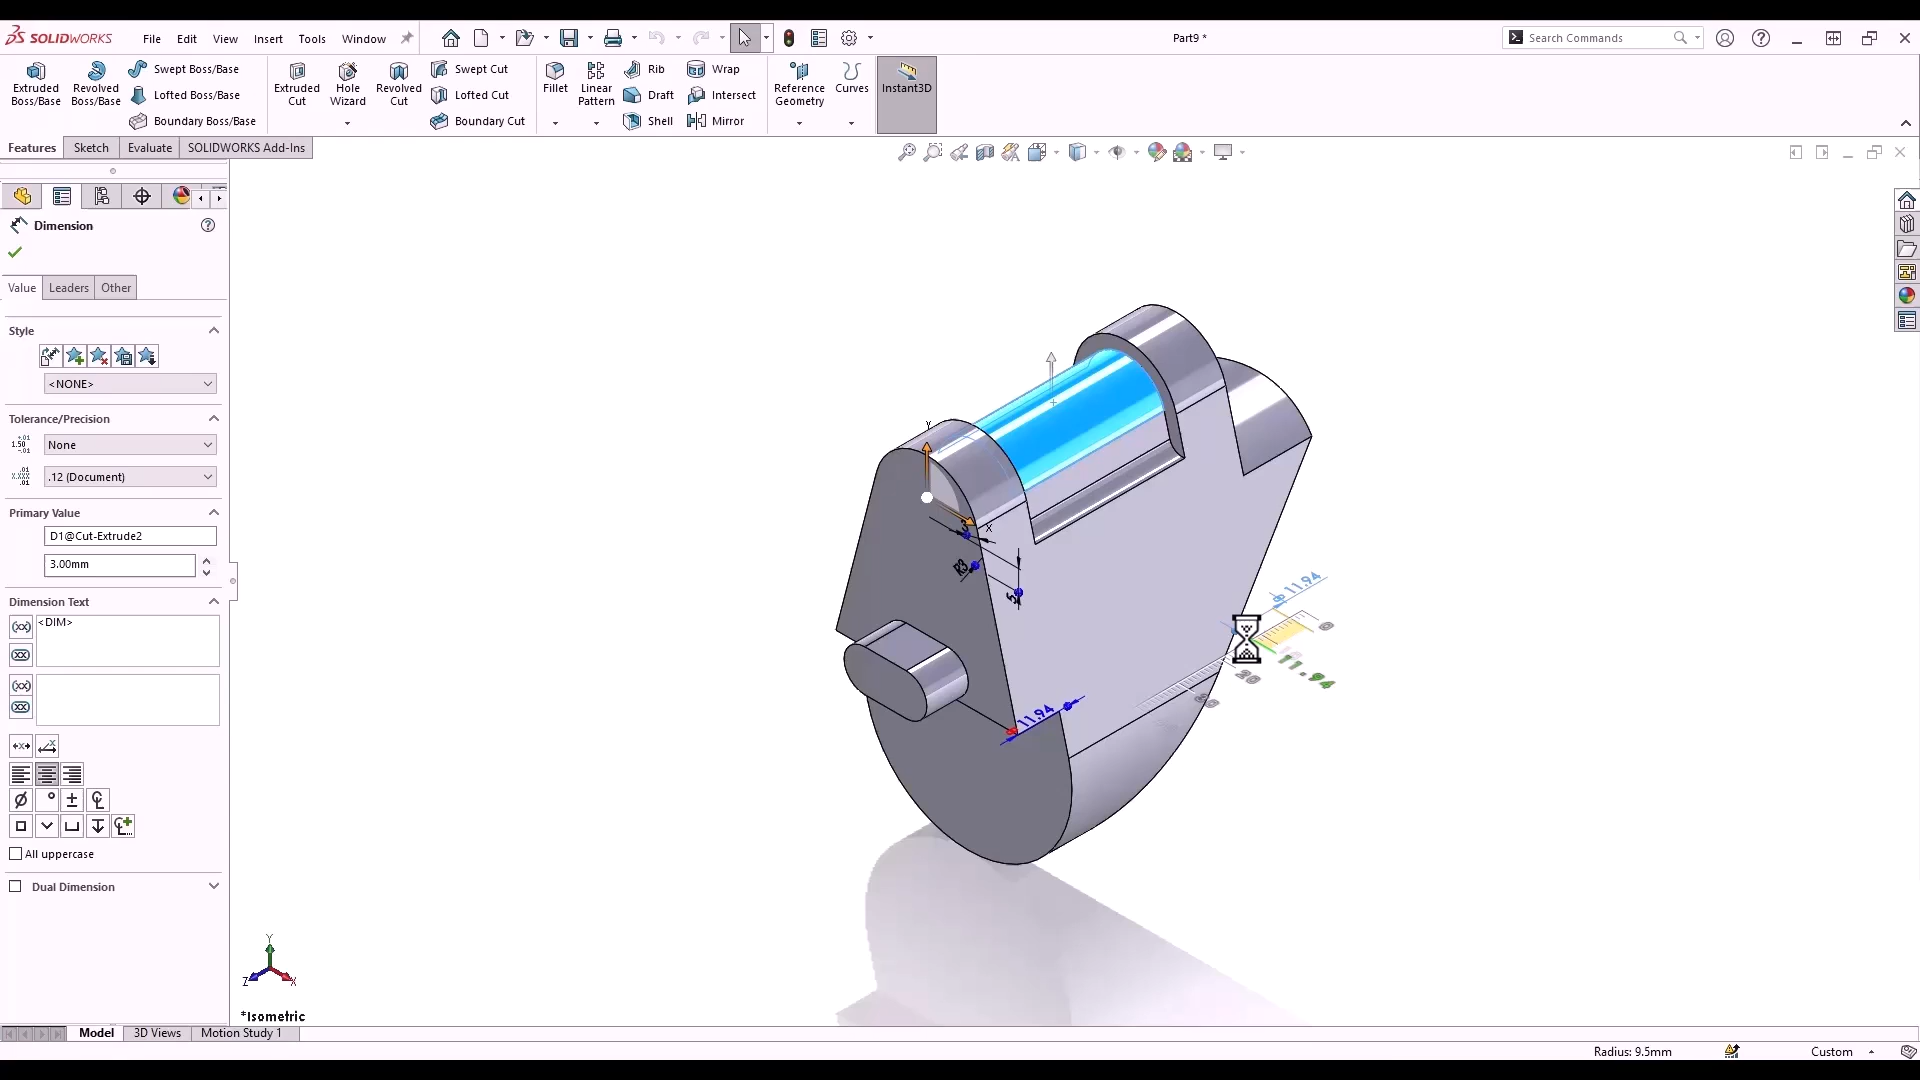 SOLIDWORKS
File Edit View Insert Tools Window
Part9 *
Search Commands
Extruded Boss/Base
Revolved Boss/Base
Swept Boss/Base
Lofted Boss/Base
Boundary Boss/Base
Extruded Cut
Hole Wizard
Revolved Cut
Swept Cut
Lofted Cut
Boundary Cut
Fillet
Linear Pattern
Rib
Draft
Shell
Wrap
Intersect
Mirror
Reference Geometry
Curves
Instant3D
Features Sketch Evaluate SOLIDWORKS Add-Ins
Dimension
Value Leaders Other
Style
<NONE>
Tolerance/Precision
None
.12 (Document)
Primary Value
D1@Cut-Extrude2
3.00mm
Dimension Text
<DIM>
All uppercase
Dual Dimension
Y
X
3
R3
5
11.94
11.94
0
11.94
20
Y
Z
X
*Isometric
Model 3D Views Motion Study 1
Radius: 9.5mm
Custom